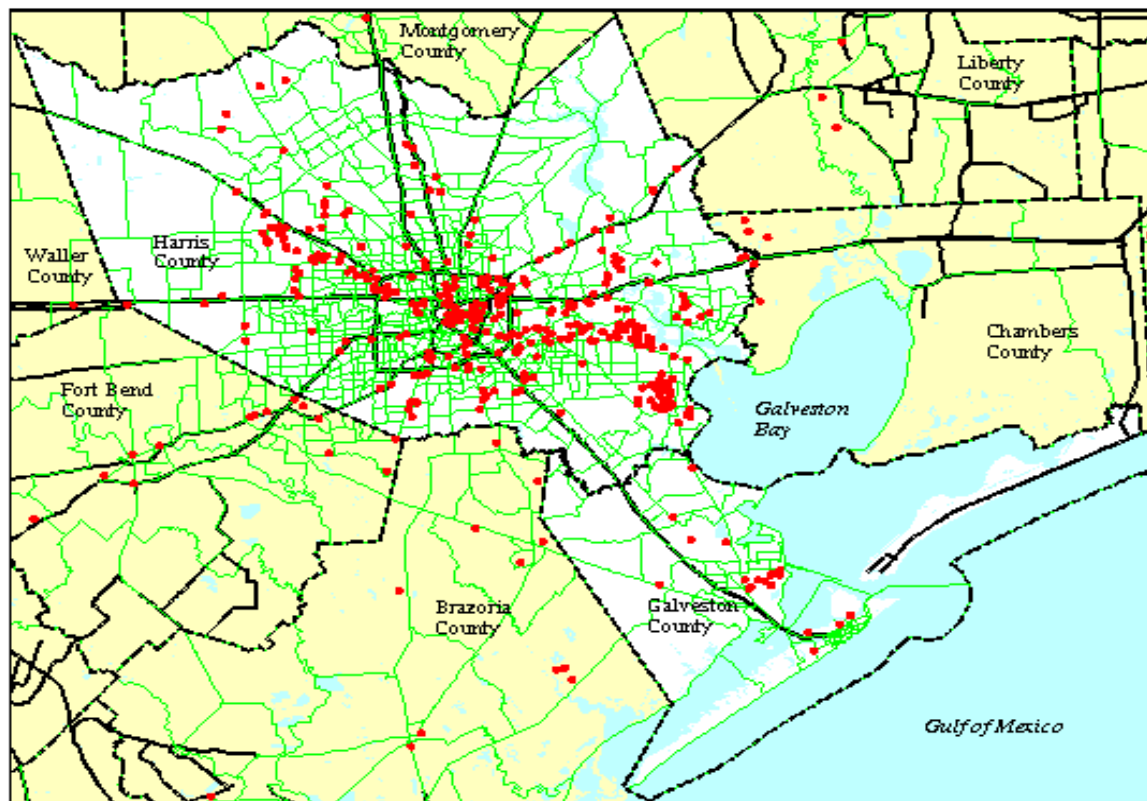 Montgomery
County
Liberty
County
Waller
County
Harris
County
Chambers
County
Fort Bend
County
Galveston
Bay
Brazoria
County
Galveston
County
Gulf of Mexico